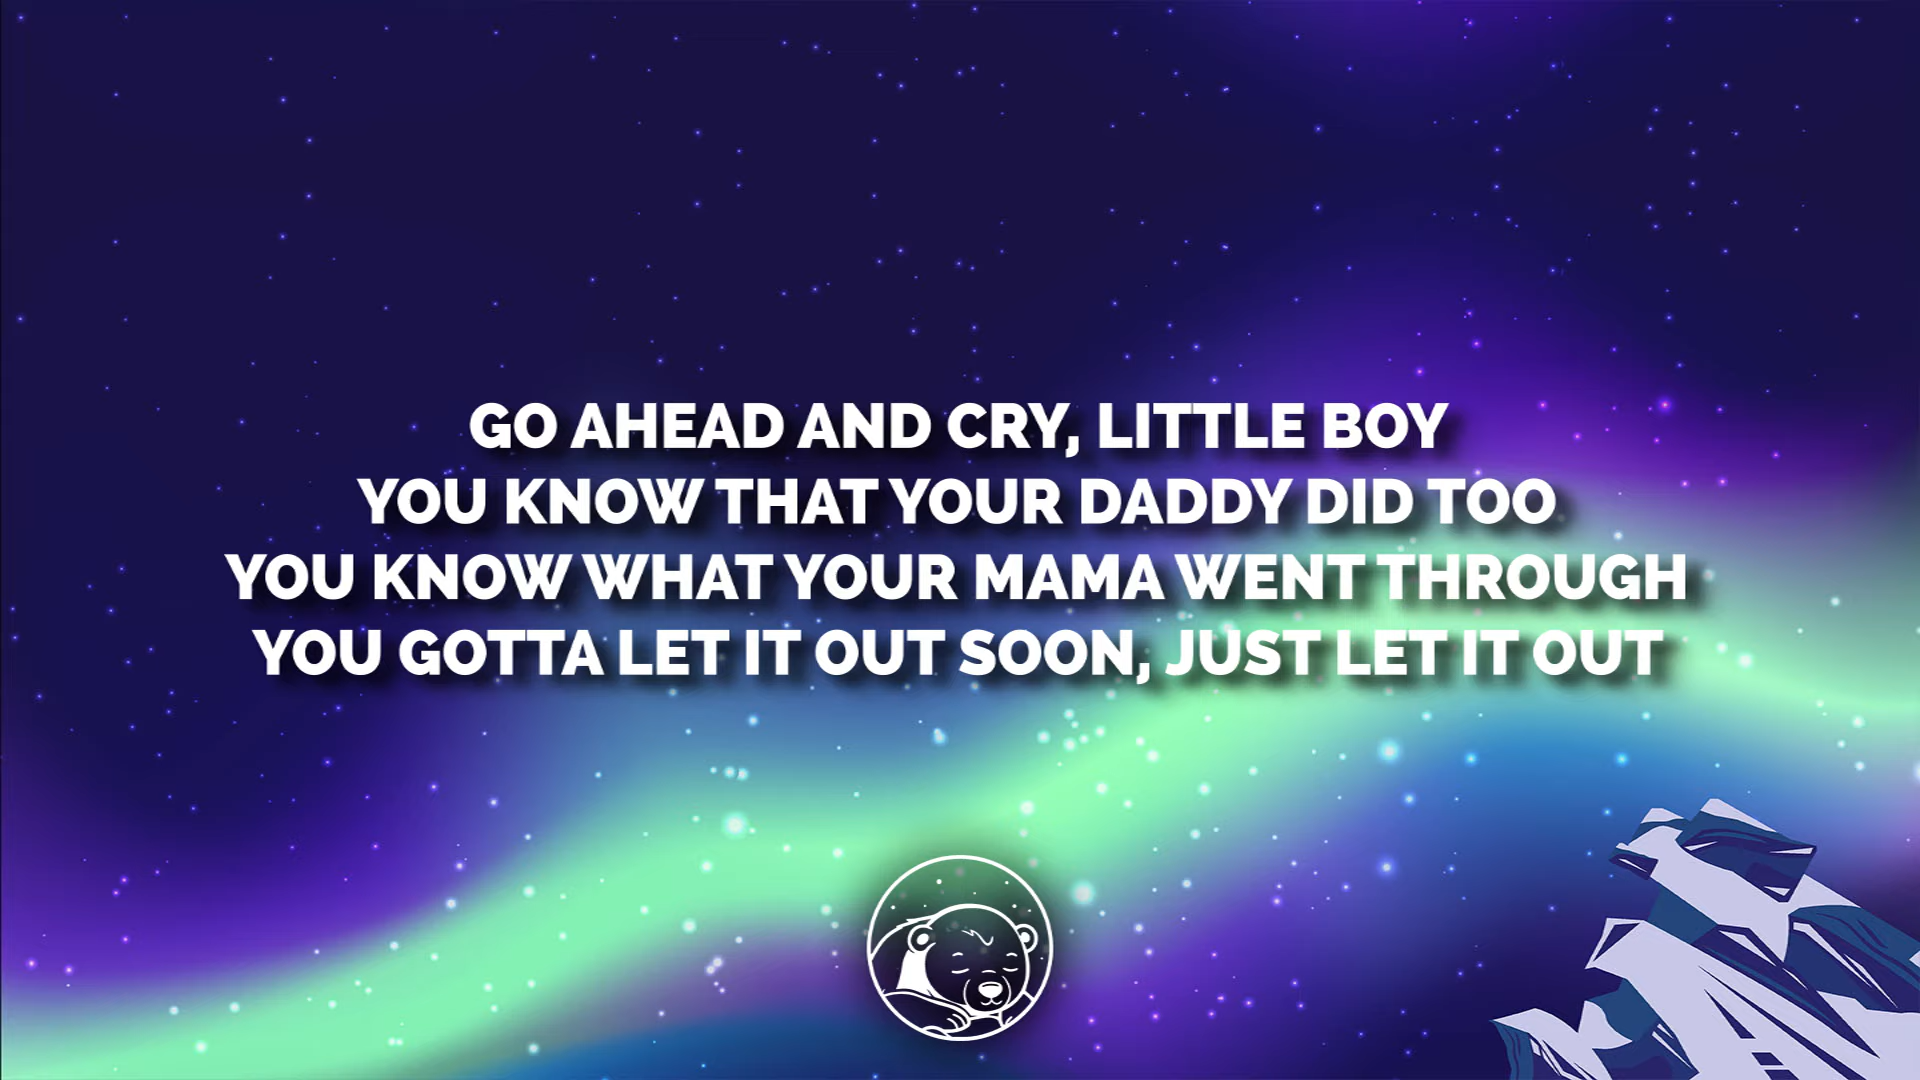 GO AHEAD AND CRY, LITTLE BOY
YOU KNOW THAT YOUR DADDY DID TOO
YOU KNOW WHAT YOUR MAMA WENT THROUGH
YOU GOTTA LET IT OUT SOON, JUST LET IT OUT